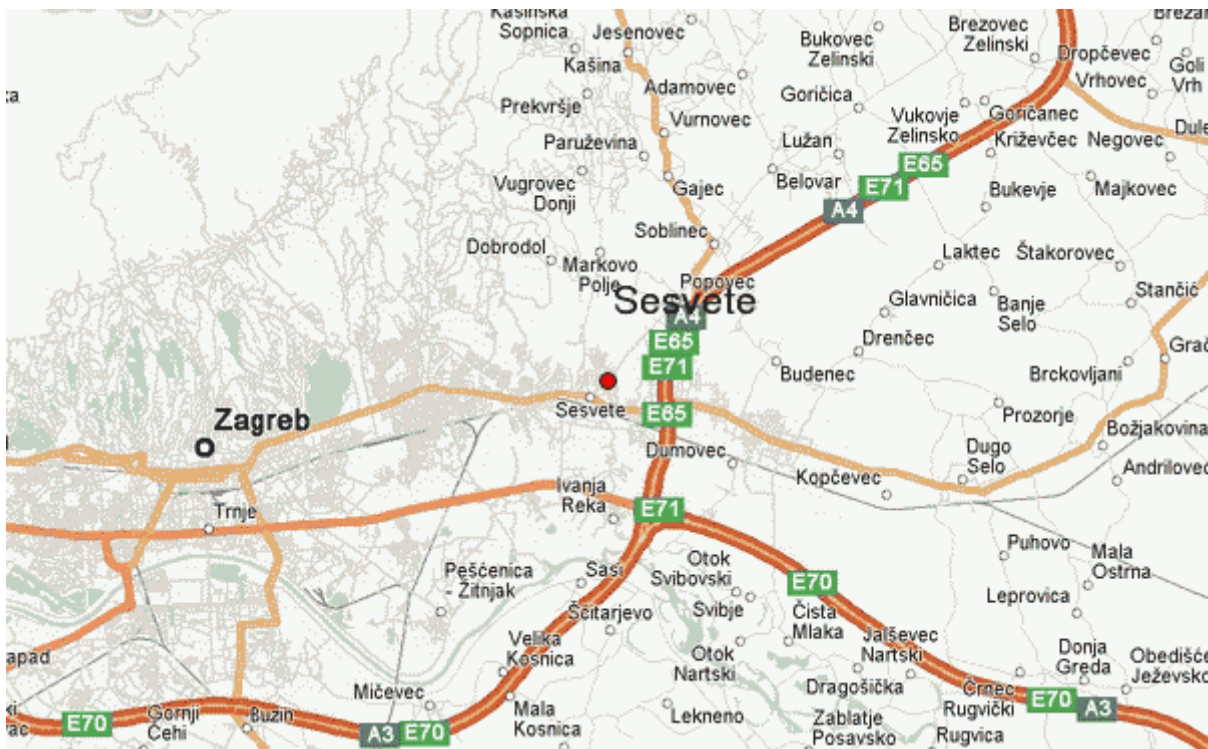 Kašinska
Sopnica
Jesenovec
Kašina
Bukovec
Zelinski
Brezovec
Zelinski
Dropčevec
Goli
Vrh
Vrhovec
Adamovec
Prekvršje
Goričica
Vukovje
Zelinsko
Goričanec
Vurnovec
Paruževina
Lužan
Križevčec
Negovec
E65
Vugrovec
Donji
Gajec
Belovar
E71
Bukevje
Majkovec
A4
Soblinec
Dobrodol
Markovo
Polje
Laktec
Štakorovec
Popovec
Sesvete
Glavničica
Banje
Selo
Stančić
A4
E65
Drenčec
E71
Budenec
Brckovljani
Sesvete
E65
Prozorje
Zagreb
Božjakovina
Dumovec
Dugo
Selo
Kopčevec
Andrilovec
Ivanja
Reka
Trnje
E71
Puhovo
Mala
Ostrna
Otok
Svibovski
Sasi
Pešćenica
- Žitnjak
E70
Leprovica
Svibje
Čista
Mlaka
Ščitarjevo
Velika
Kosnica
Jalševec
Nartski
Donja
Greda
Obedišće
Ježevsko
Otok
Nartski
Mičevec
Dragošička
Črnec
Rugvički
E70
A3
Mala
Kosnica
Lekneno
Gornji
Čehi
Buzin
E70
A3
E70
Zablatje
Posavsko
Rugvica